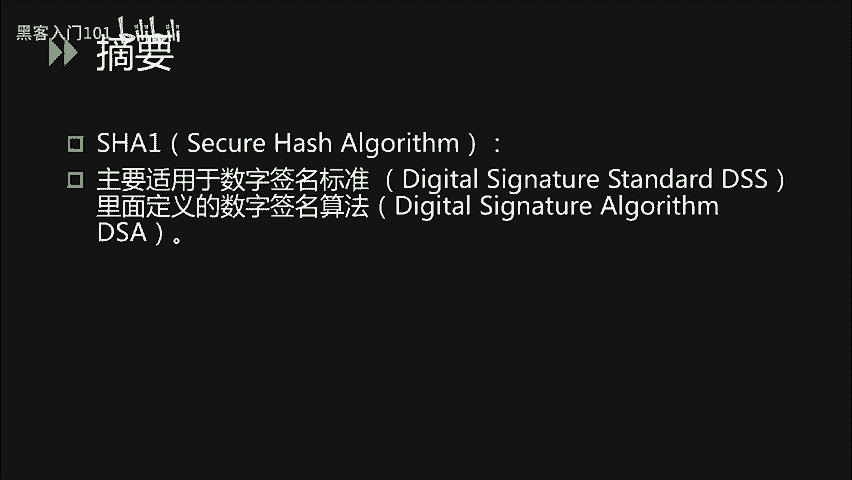 黑客入门101 bilibili
摘要
SHA1（Secure Hash Algorithm）：
主要适用于数字签名标准 （Digital Signature Standard DSS）
里面定义的数字签名算法（Digital Signature Algorithm
DSA）。